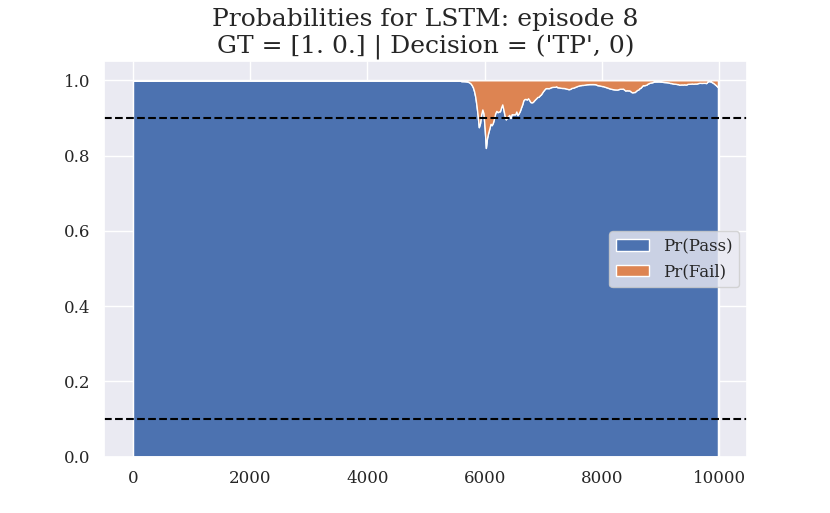 Probabilities for LSTM: episode 8
GT = [1. 0.] | Decision = ('TP', 0)
1.0
0.8
0.6
0.4
0.2
0.0
Pr(Pass)
Pr(Fail)
0 2000 4000 6000 8000 10000